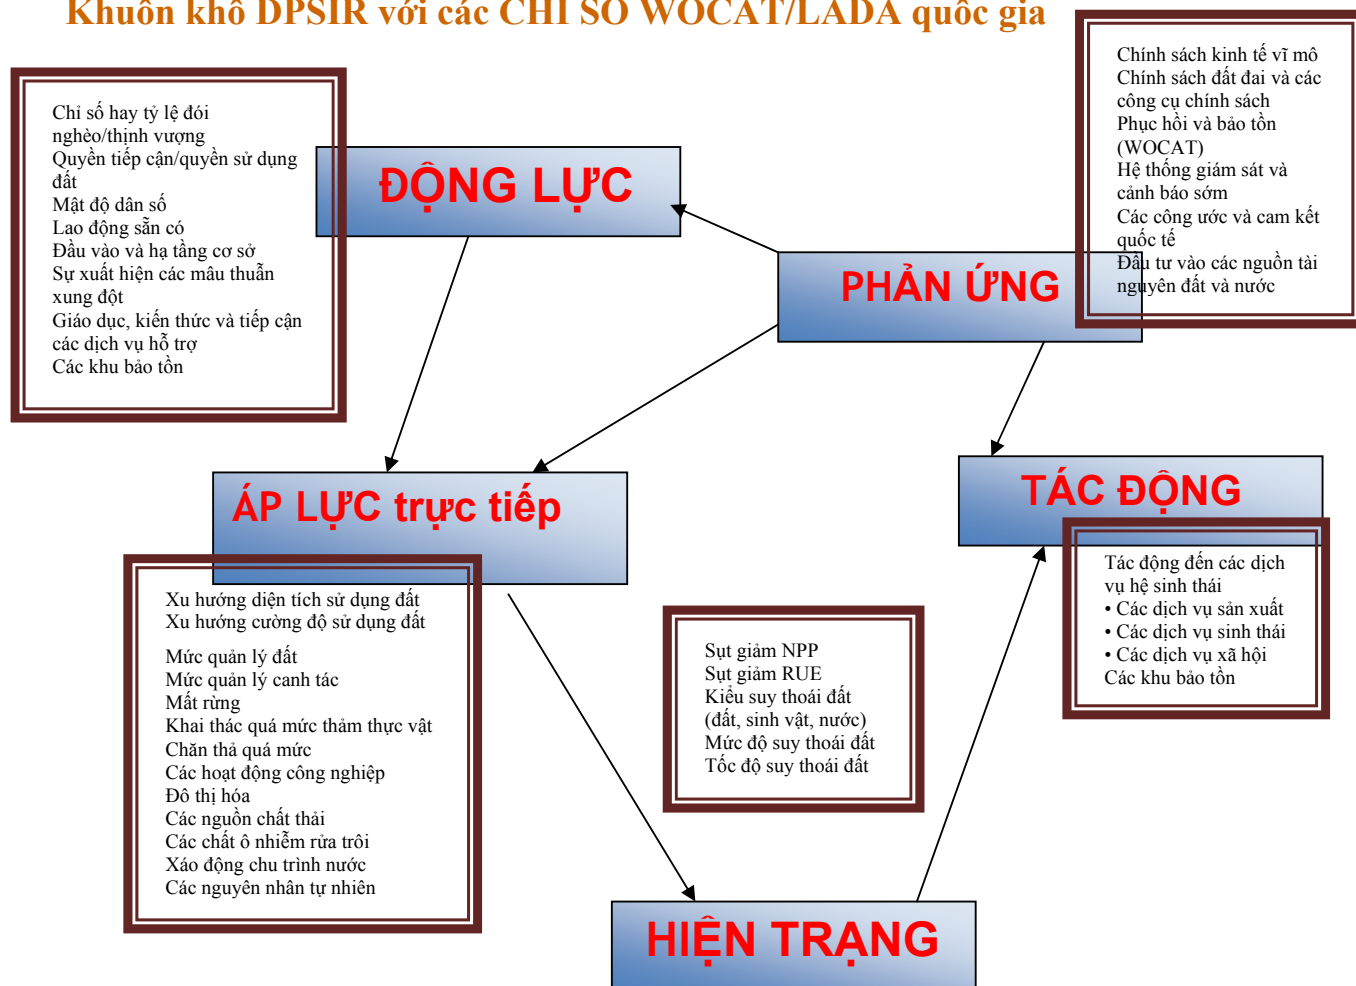 Khuôn khổ DPSIR với các CHỈ SỐ WOCAT/LADA quốc gia
Chỉ số hay tỷ lệ đói
nghèo/thịnh vượng
Quyền tiếp cận/quyền sử dụng
đất
Mật độ dân số
Lao động sẵn có
Đầu vào và hạ tầng cơ sở
Sự xuất hiện các mâu thuẫn
xung đột
Giáo dục, kiến thức và tiếp cận
các dịch vụ hỗ trợ
Các khu bảo tồn
ĐỘNG LỰC
Chính sách kinh tế vĩ mô
Chính sách đất đai và các
công cụ chính sách
Phục hồi và bảo tồn
(WOCAT)
Hệ thống giám sát và
cảnh báo sớm
Các công ước và cam kết
quốc tế
Đầu tư vào các nguồn tài
nguyên đất và nước
PHẢN ỨNG
ÁP LỰC trực tiếp
Xu hướng diện tích sử dụng đất
Xu hướng cường độ sử dụng đất
Mức quản lý đất
Mức quản lý canh tác
Mất rừng
Khai thác quá mức thảm thực vật
Chăn thả quá mức
Các hoạt động công nghiệp
Đô thị hóa
Các nguồn chất thải
Các chất ô nhiễm rửa trôi
Xáo động chu trình nước
Các nguyên nhân tự nhiên
TÁC ĐỘNG
Tác động đến các dịch
vụ hệ sinh thái
• Các dịch vụ sản xuất
• Các dịch vụ sinh thái
• Các dịch vụ xã hội
Các khu bảo tồn
Sụt giảm NPP
Sụt giảm RUE
Kiểu suy thoái đất
(đất, sinh vật, nước)
Mức độ suy thoái đất
Tốc độ suy thoái đất
HIỆN TRẠNG